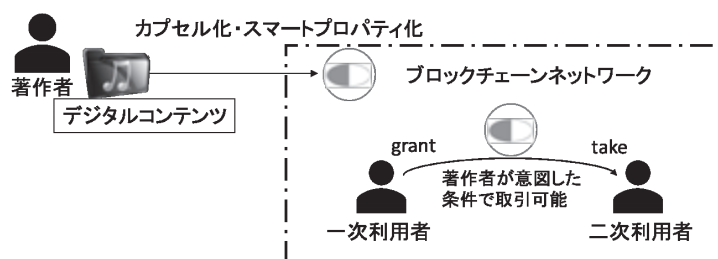 カプセル化・スマートプロパティ化
著作者
デジタルコンテンツ
ブロックチェーンネットワーク
grant
take
著作者が意図した
条件で取引可能
一次利用者
二次利用者